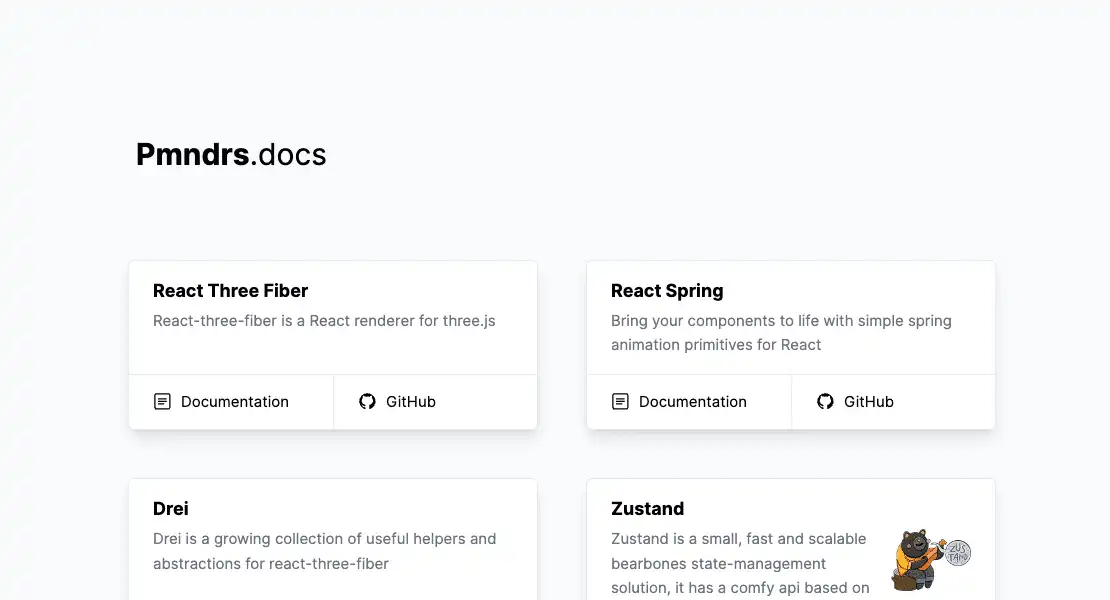 Pmndrs.docs
React Three Fiber
React-three-fiber is a React renderer for three.js
Documentation
GitHub
React Spring
Bring your components to life with simple spring
animation primitives for React
Documentation
GitHub
Drei
Drei is a growing collection of useful helpers and
abstractions for react-three-fiber
Zustand
Zustand is a small, fast and scalable
bearbones state-management
solution, it has a comfy api based on
ZUS
TAND